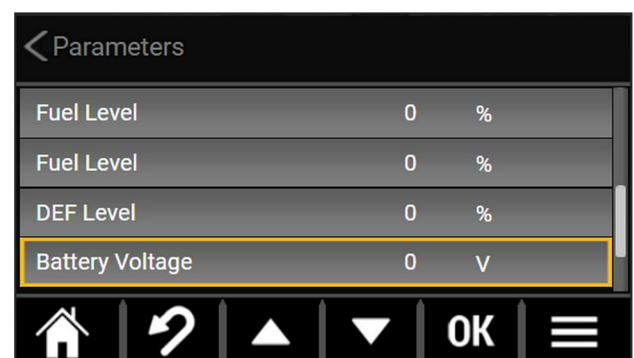 Parameters
Fuel Level 0 %
Fuel Level 0 %
DEF Level 0 %
Battery Voltage 0 V
OK